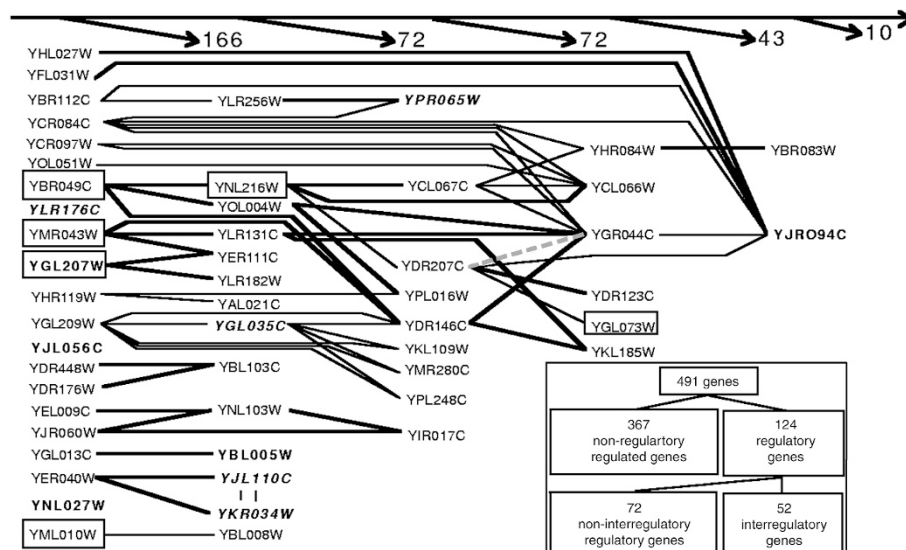 166 72 72 43 10
YHL027W
YFL031W
YBR112C YLR256W YPR065W
YCR084C
YCR097W YHR084W YBR083W
YOL051W
YBR049C YNL216W YCL067C YCL066W
YLR176C YOL004W
YMR043W YLR131C YGR044C YJRO94C
YER111C
YGL207W YDR207C
YLR182W
YHR119W YPL016W YDR123C
YAL021C
YGL209W YGL035C YDR146C YGL073W
YJL056C YKL109W YKL185W
YDR448W YBL103C YMR280C
YDR176W
YPL248C
YEL009C YNL103W
YJR060W YIR017C
YGL013C YBL005W
YER040W YJL110C
YNL027W YKR034W
YML010W YBL008W
491 genes
367
non-regulartory
regulated genes
124
regulatory
genes
72
non-interregulatory
regulatory genes
52
interregulatory
genes